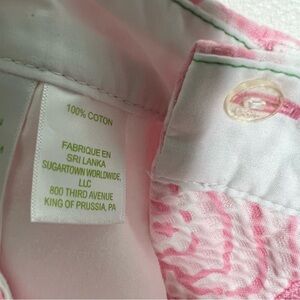 100% COTON
FABRIQUE EN
SRI LANKA
SUGARTOWN WORLDWIDE,
LLC
800 THIRD AVENUE
KING OF PRUSSIA, PA